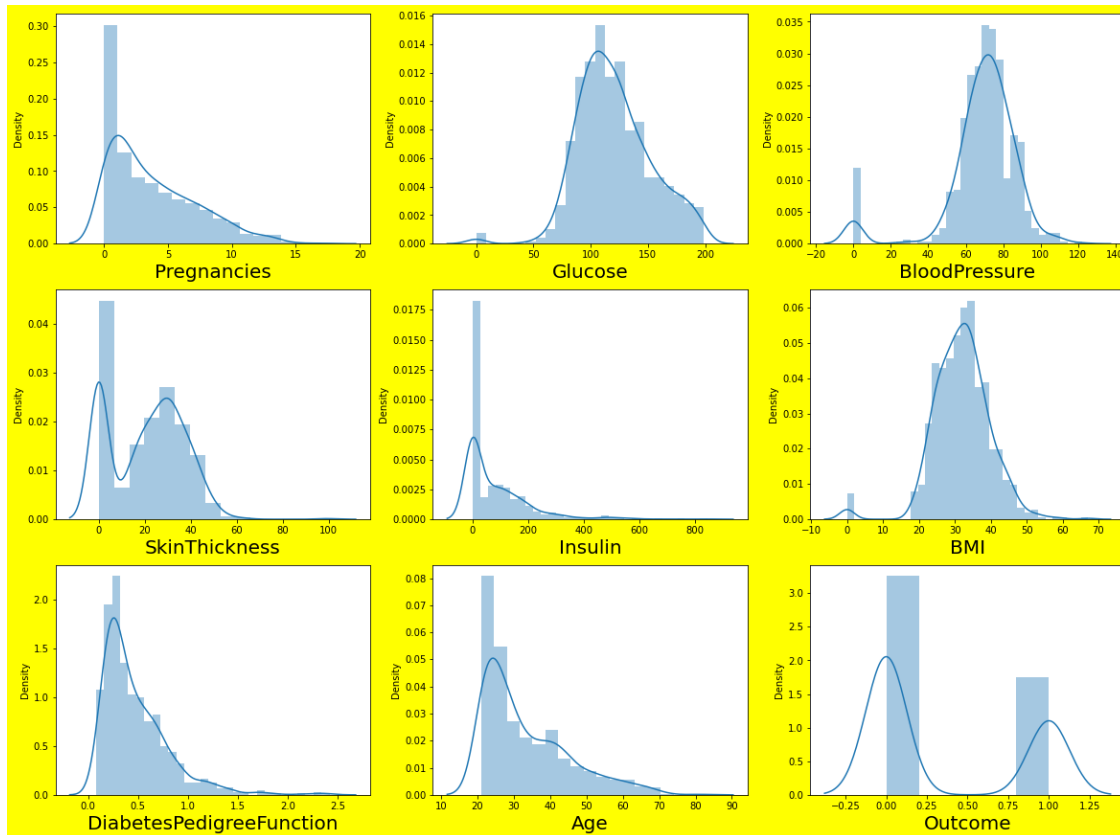 0.30
0.25
0.20
0.15
0.10
0.05
0.00
Density
0 5 10 15 20
Pregnancies
0.016
0.014
0.012
0.010
0.008
0.006
0.004
0.002
0.000
Density
0 50 100 150 200
Glucose
0.035
0.030
0.025
0.020
0.015
0.010
0.005
0.000
Density
−20 0 20 40 60 80 100 120 140
BloodPressure
0.04
0.03
0.02
0.01
0.00
Density
0 20 40 60 80 100
SkinThickness
0.0175
0.0150
0.0125
0.0100
0.0075
0.0050
0.0025
0.0000
Density
0 200 400 600 800
Insulin
0.06
0.05
0.04
0.03
0.02
0.01
0.00
Density
−10 0 10 20 30 40 50 60 70
BMI
2.0
1.5
1.0
0.5
0.0
Density
0.0 0.5 1.0 1.5 2.0 2.5
DiabetesPedigreeFunction
0.08
0.07
0.06
0.05
0.04
0.03
0.02
0.01
0.00
Density
10 20 30 40 50 60 70 80 90
Age
3.0
2.5
2.0
1.5
1.0
0.5
0.0
Density
−0.25 0.00 0.25 0.50 0.75 1.00 1.25
Outcome